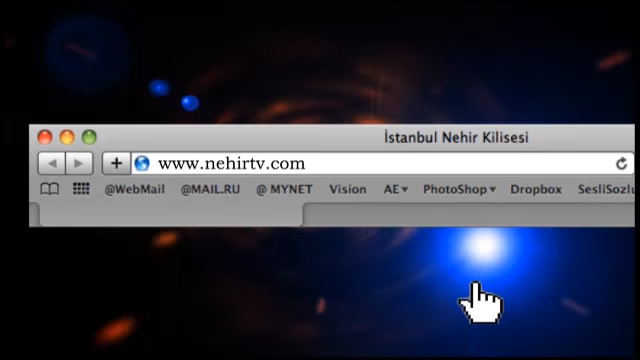 İstanbul Nehir Kilisesi
www.nehirtv.com
@WebMail @MAIL.RU @ MYNET Vision AE▾ PhotoShop▾ Dropbox SesliSozlu